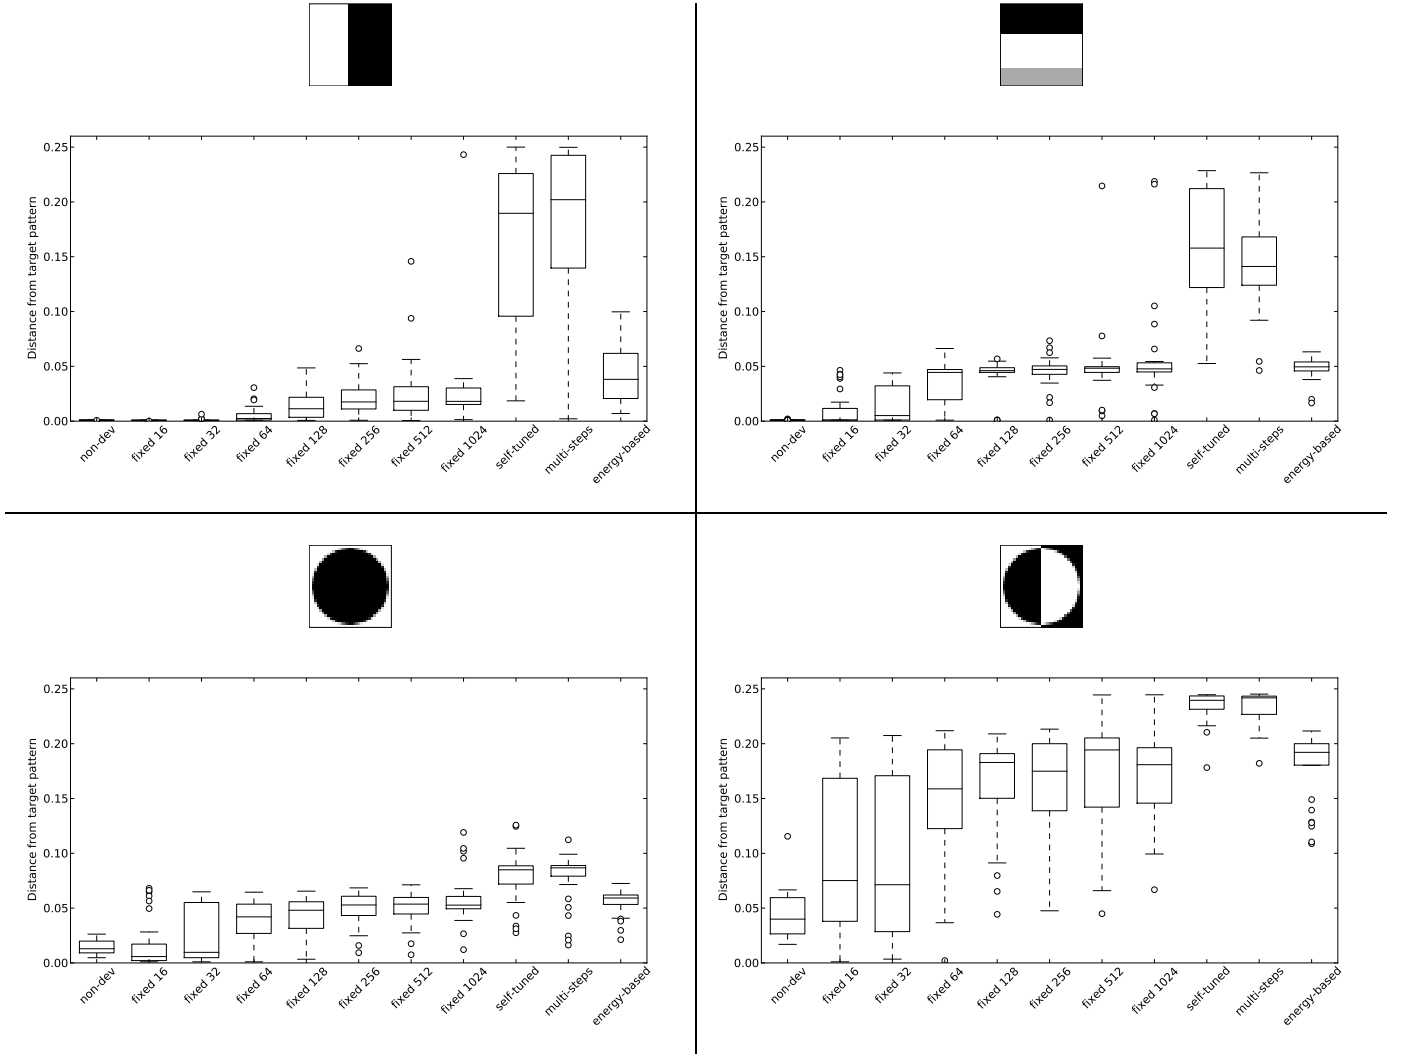 0.25
0.20
0.15
0.10
0.05
0.00
Distance from target pattern
non-dev
fixed 16
fixed 32
fixed 64
fixed 128
fixed 256
fixed 512
fixed 1024
self-tuned
multi-steps
energy-based
0.25
0.20
0.15
0.10
0.05
0.00
Distance from target pattern
non-dev
fixed 16
fixed 32
fixed 64
fixed 128
fixed 256
fixed 512
fixed 1024
self-tuned
multi-steps
energy-based
0.25
0.20
0.15
0.10
0.05
0.00
Distance from target pattern
non-dev
fixed 16
fixed 32
fixed 64
fixed 128
fixed 256
fixed 512
fixed 1024
self-tuned
multi-steps
energy-based
0.25
0.20
0.15
0.10
0.05
0.00
Distance from target pattern
non-dev
fixed 16
fixed 32
fixed 64
fixed 128
fixed 256
fixed 512
fixed 1024
self-tuned
multi-steps
energy-based